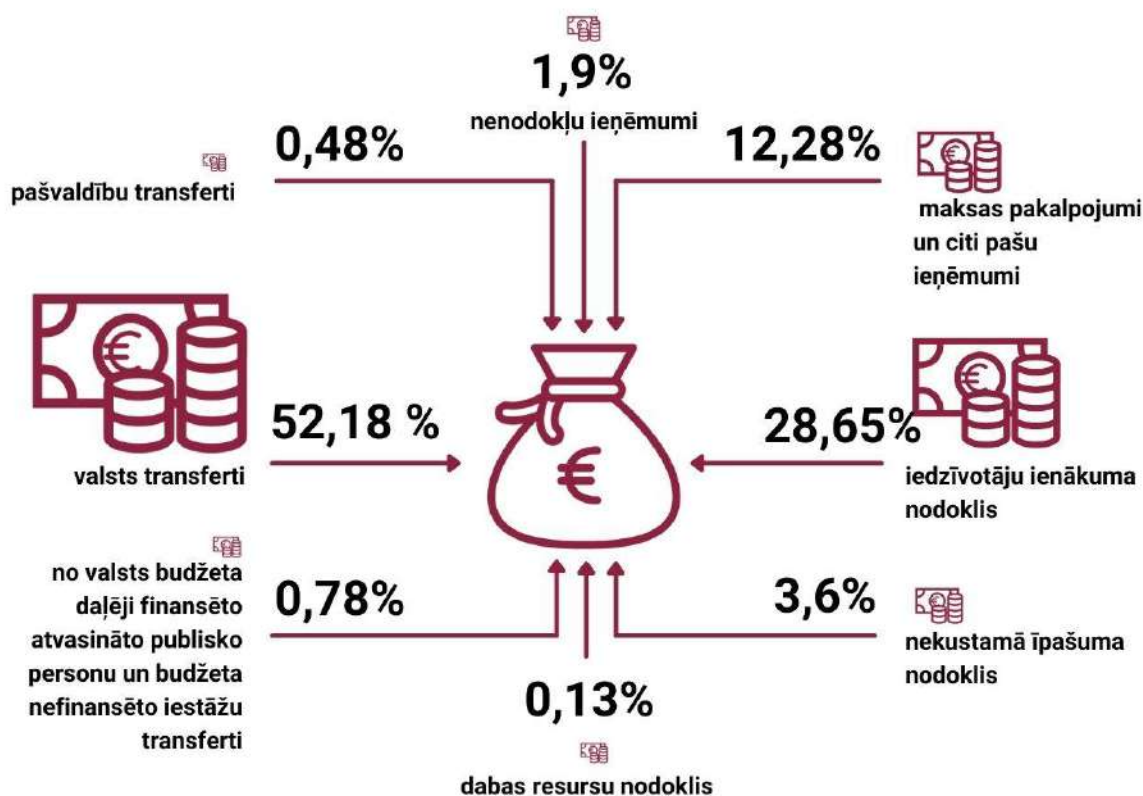 1,9%
nenodokļu ieņēmumi
0,48%
pašvaldību transferti
12,28%
maksas pakalpojumi
un citi pašu
ieņēmumi
52,18 %
valsts transferti
28,65%
iedzīvotāju ienākuma
nodoklis
€
no valsts budžeta
daļēji finansēto
atvasināto publisko
personu un budžeta
nefinansēto iestāžu
transferti
0,78%
3,6%
nekustamā īpašuma
nodoklis
0,13%
dabas resursu nodoklis